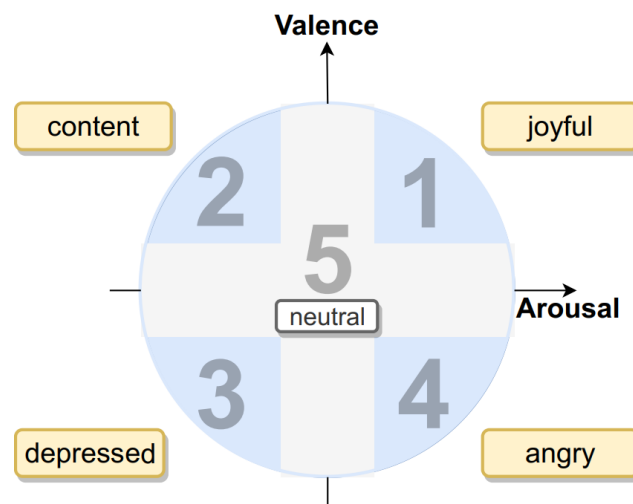 Valence
content
joyful
2
1
5
neutral
Arousal
3
4
depressed
angry